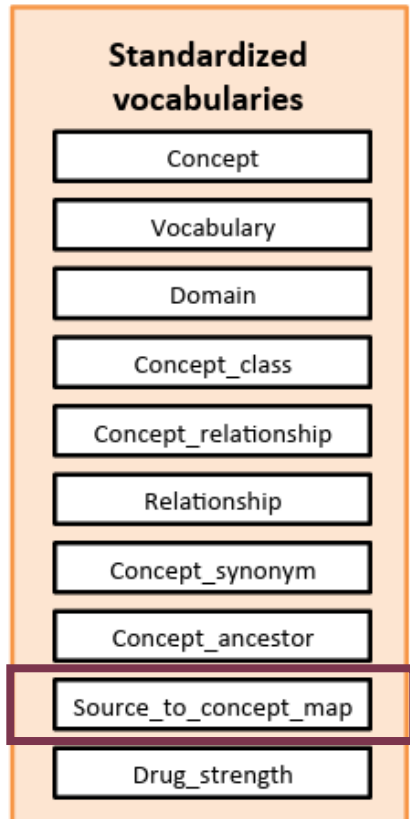 Standardized
vocabularies
Concept
Vocabulary
Domain
Concept_class
Concept_relationship
Relationship
Concept_synonym
Concept_ancestor
Source_to_concept_map
Drug_strength